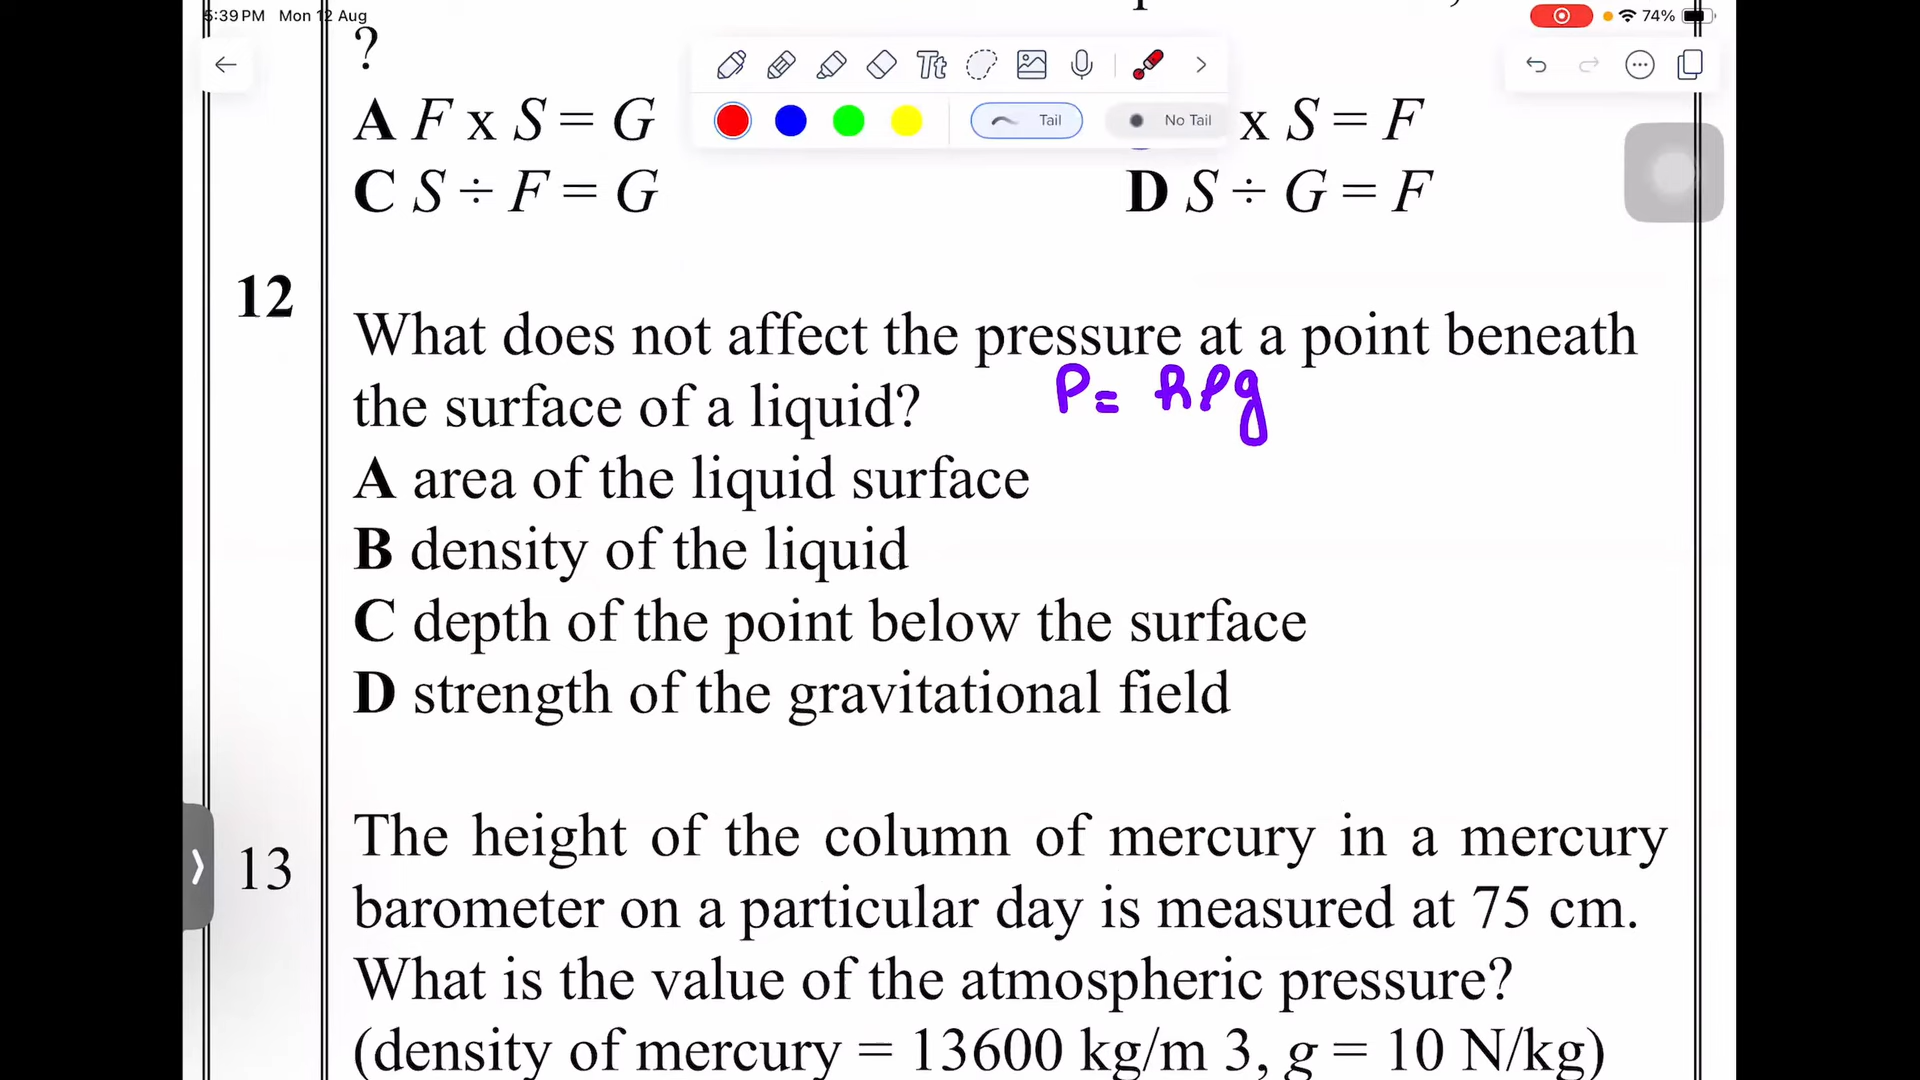 5:39 PM Mon 12 Aug
74%
?
Tt
Tail
No Tail
A F x S = G
x S = F
C S ÷ F = G
D S ÷ G = F
12
What does not affect the pressure at a point beneath
the surface of a liquid?
P = hρg
A area of the liquid surface
B density of the liquid
C depth of the point below the surface
D strength of the gravitational field
13
The height of the column of mercury in a mercury
barometer on a particular day is measured at 75 cm.
What is the value of the atmospheric pressure?
(density of mercury = 13600 kg/m 3, g = 10 N/kg)